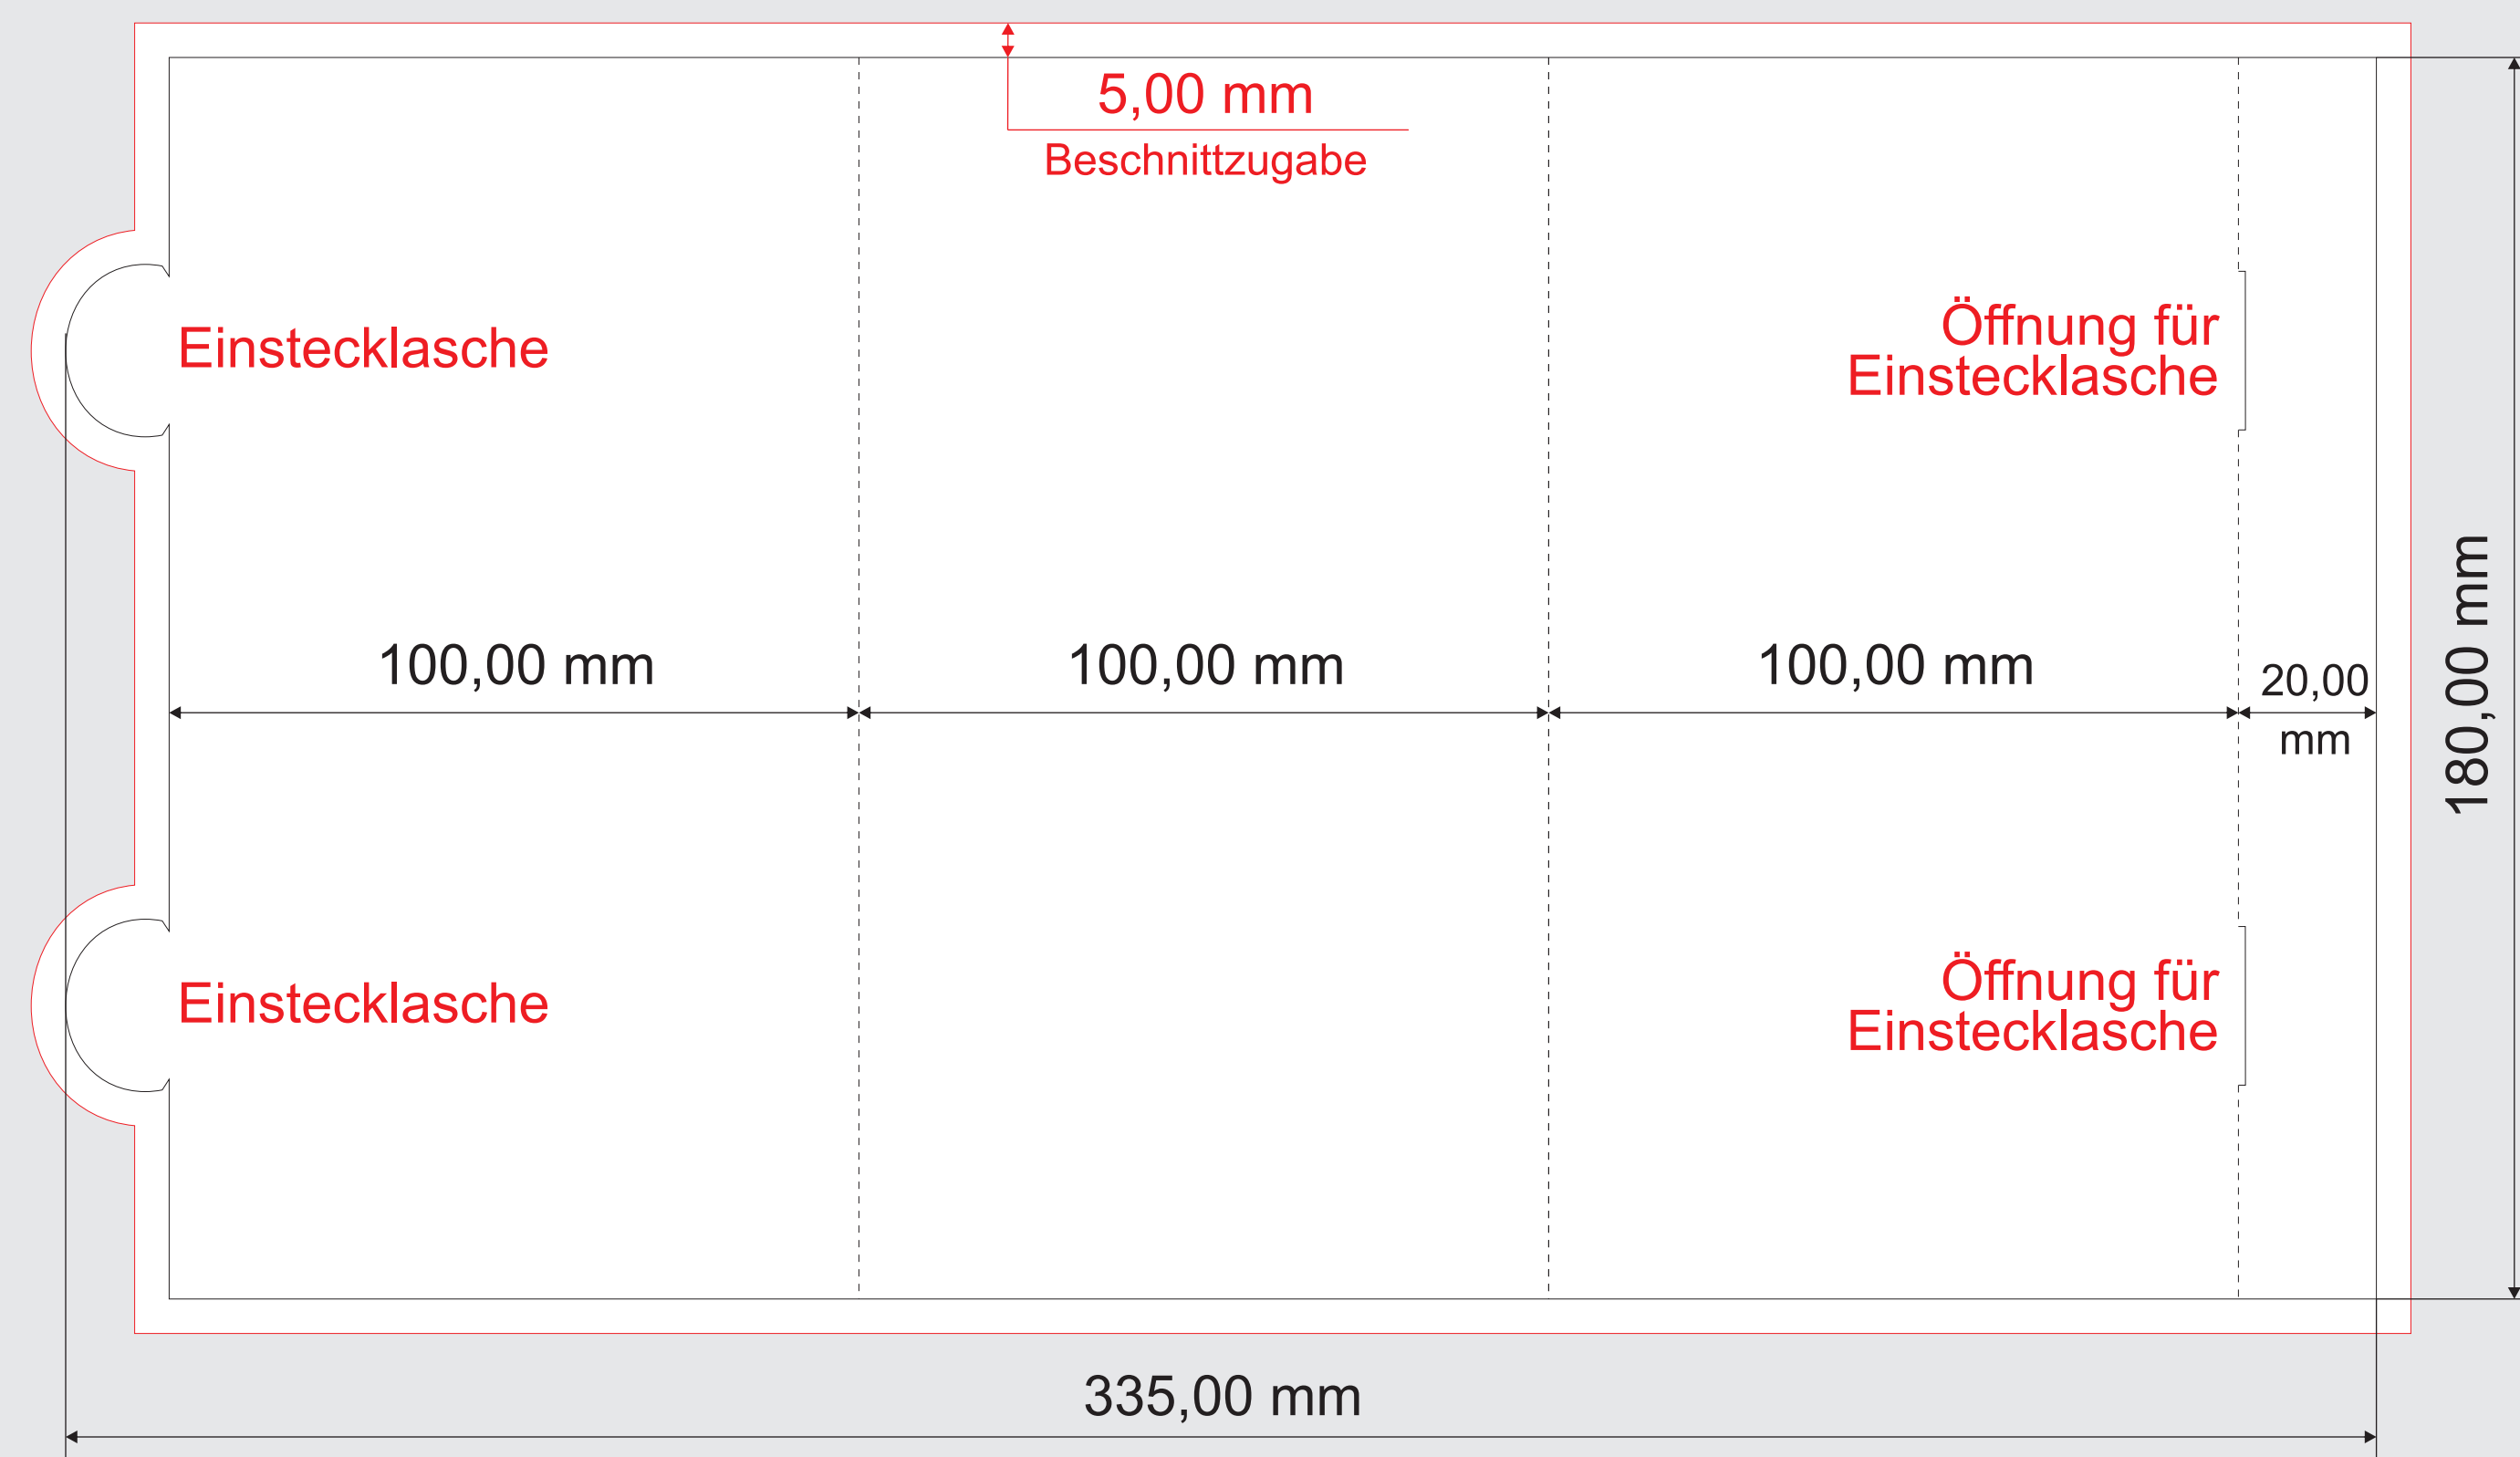 5,00 mm
Beschnittzugabe
Einstecklasche
Öffnung für
Einstecklasche
100,00 mm
100,00 mm
100,00 mm
20,00
mm
180,00 mm
Einstecklasche
Öffnung für
Einstecklasche
335,00 mm